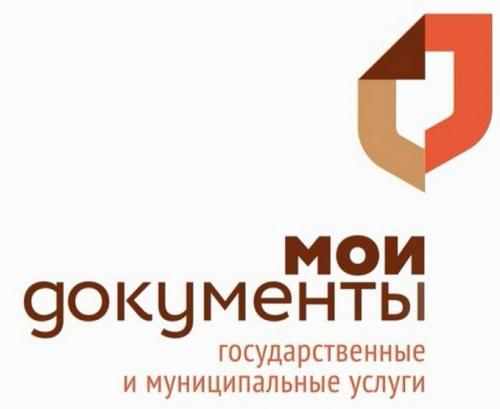 мои
документы
государственные
и муниципальные услуги